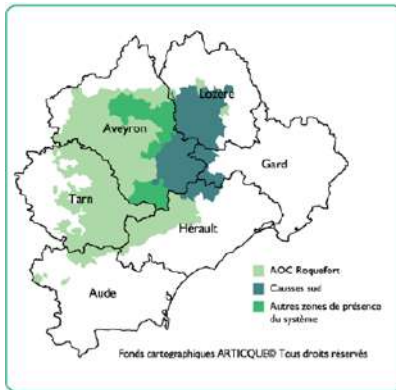 Lozère
Aveyron
Gard
Tarn
Hérault
Aude
AOC Roquefort
Causses sud
Autres zones de présence
du système
Fonds cartographiques ARTICQUE© Tous droits réservés